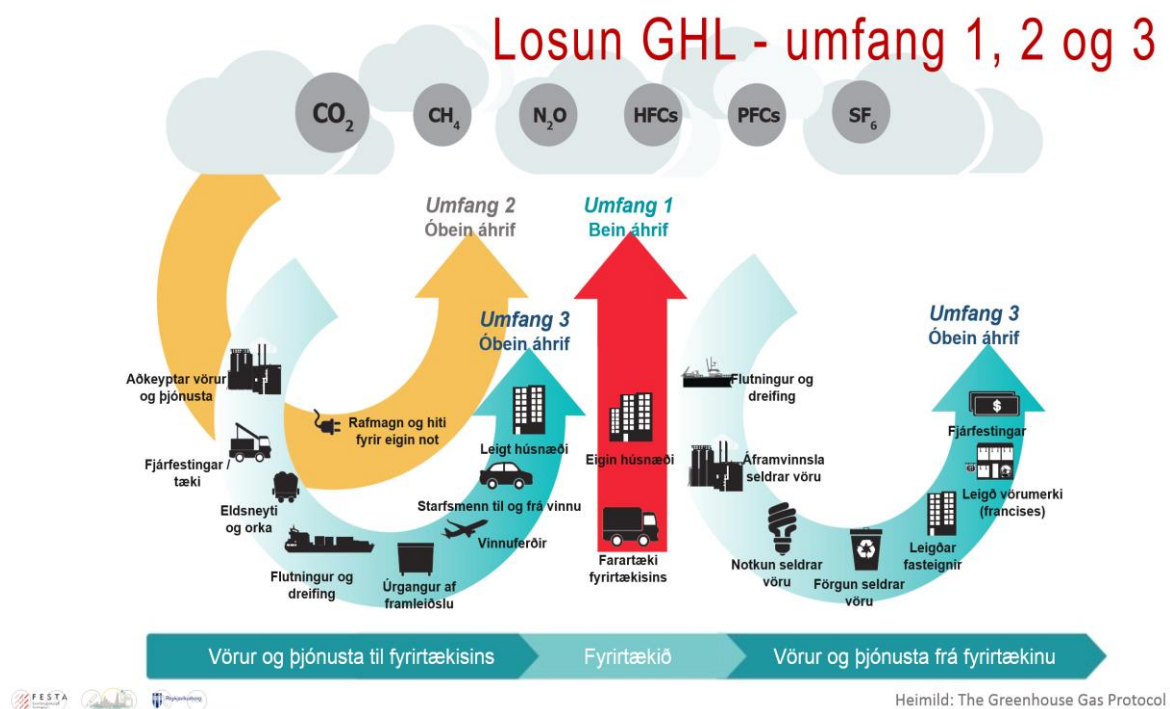 Losun GHL - umfang 1, 2 og 3
CO2
CH4
N2O
HFCs
PFCs
SF6
Umfang 2
Óbein áhrif
Umfang 1
Bein áhrif
Umfang 3
Óbein áhrif
Umfang 3
Óbein áhrif
Aðkeyptar vörur
og þjónusta
Fjárfestingar /
tæki
Eldsneyti
og orka
Flutningur og
dreifing
Úrgangur af
framleiðslu
Vinnuferðir
Starfsmenn til og frá vinnu
Leigt húsnæði
Rafmagn og hiti
fyrir eigin not
Eigin húsnæði
Farartæki
fyrirtækisins
Flutningur og
dreifing
Áframvinnsla
seldrar vöru
Notkun seldrar
vöru
Förgun seldrar
vöru
Leigðar
fasteignir
Leigð vörumerki
(francises)
Fjárfestingar
$
Vörur og þjónusta til fyrirtækisins
Fyrirtækið
Vörur og þjónusta frá fyrirtækinu
FESTA
Reykjavíkurborg
Heimild: The Greenhouse Gas Protocol